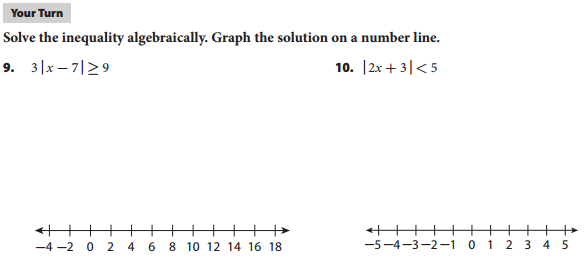 Your Turn
Solve the inequality algebraically. Graph the solution on a number line.
9. 3|x – 7| ≥ 9
10. |2x + 3| < 5
–4 –2 0 2 4 6 8 10 12 14 16 18
–5 –4 –3 –2 –1 0 1 2 3 4 5